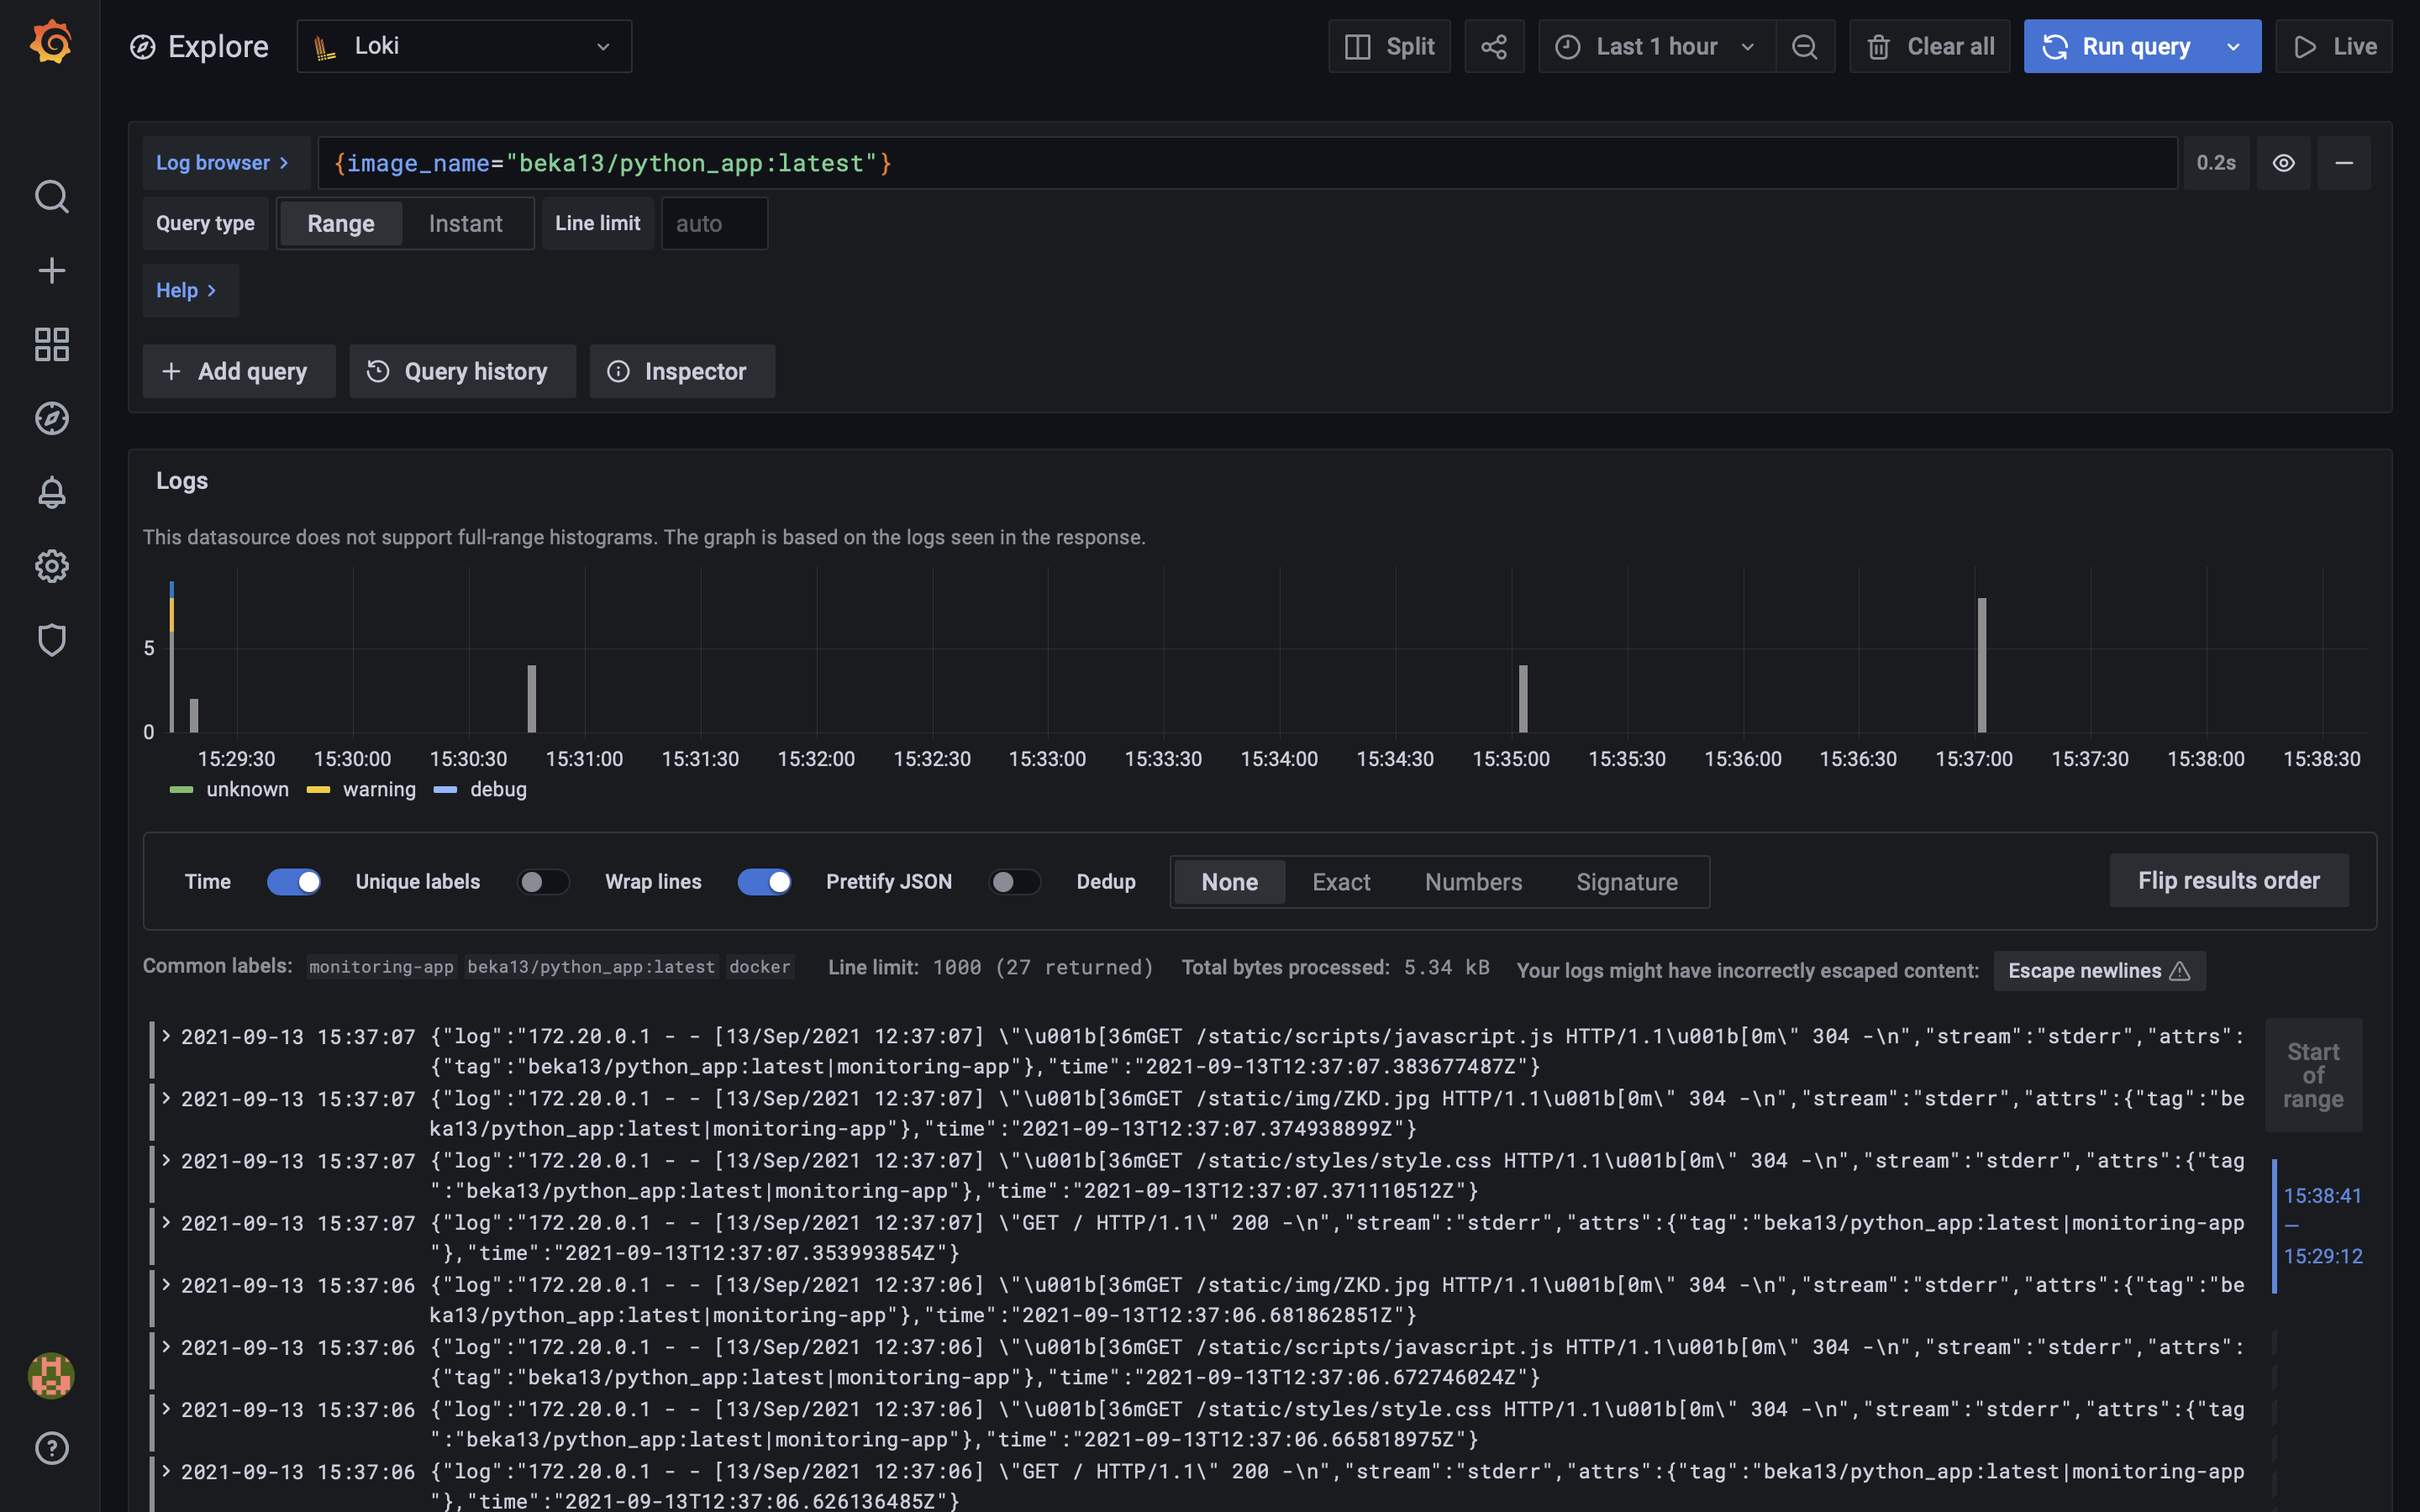 Explore Loki Split Last 1 hour Clear all Run query Live
Log browser > {image_name="beka13/python_app:latest"} 0.2s
Query type Range Instant Line limit auto
Help >
+ Add query Query history Inspector
Logs
This datasource does not support full-range histograms. The graph is based on the logs seen in the response.
5
0
15:29:30 15:30:00 15:30:30 15:31:00 15:31:30 15:32:00 15:32:30 15:33:00 15:33:30 15:34:00 15:34:30 15:35:00 15:35:30 15:36:00 15:36:30 15:37:00 15:37:30 15:38:00 15:38:30
unknown warning debug
Time Unique labels Wrap lines Prettify JSON Dedup None Exact Numbers Signature Flip results order
Common labels: monitoring-app beka13/python_app:latest docker Line limit: 1000 (27 returned) Total bytes processed: 5.34 kB Your logs might have incorrectly escaped content: Escape newlines
> 2021-09-13 15:37:07 {"log":"172.20.0.1 - - [13/Sep/2021 12:37:07] \"\u001b[36mGET /static/scripts/javascript.js HTTP/1.1\u001b[0m\" 304 -\n","stream":"stderr","attrs":
{"tag":"beka13/python_app:latest|monitoring-app"},"time":"2021-09-13T12:37:07.383677487Z"}
> 2021-09-13 15:37:07 {"log":"172.20.0.1 - - [13/Sep/2021 12:37:07] \"\u001b[36mGET /static/img/ZKD.jpg HTTP/1.1\u001b[0m\" 304 -\n","stream":"stderr","attrs":{"tag":"be
ka13/python_app:latest|monitoring-app"},"time":"2021-09-13T12:37:07.374938899Z"}
> 2021-09-13 15:37:07 {"log":"172.20.0.1 - - [13/Sep/2021 12:37:07] \"\u001b[36mGET /static/styles/style.css HTTP/1.1\u001b[0m\" 304 -\n","stream":"stderr","attrs":{"tag
":"beka13/python_app:latest|monitoring-app"},"time":"2021-09-13T12:37:07.371110512Z"}
> 2021-09-13 15:37:07 {"log":"172.20.0.1 - - [13/Sep/2021 12:37:07] \"GET / HTTP/1.1\" 200 -\n","stream":"stderr","attrs":{"tag":"beka13/python_app:latest|monitoring-app
"},"time":"2021-09-13T12:37:07.353993854Z"}
> 2021-09-13 15:37:06 {"log":"172.20.0.1 - - [13/Sep/2021 12:37:06] \"\u001b[36mGET /static/img/ZKD.jpg HTTP/1.1\u001b[0m\" 304 -\n","stream":"stderr","attrs":{"tag":"be
ka13/python_app:latest|monitoring-app"},"time":"2021-09-13T12:37:06.681862851Z"}
> 2021-09-13 15:37:06 {"log":"172.20.0.1 - - [13/Sep/2021 12:37:06] \"\u001b[36mGET /static/scripts/javascript.js HTTP/1.1\u001b[0m\" 304 -\n","stream":"stderr","attrs":
{"tag":"beka13/python_app:latest|monitoring-app"},"time":"2021-09-13T12:37:06.672746024Z"}
> 2021-09-13 15:37:06 {"log":"172.20.0.1 - - [13/Sep/2021 12:37:06] \"\u001b[36mGET /static/styles/style.css HTTP/1.1\u001b[0m\" 304 -\n","stream":"stderr","attrs":{"tag
":"beka13/python_app:latest|monitoring-app"},"time":"2021-09-13T12:37:06.665818975Z"}
> 2021-09-13 15:37:06 {"log":"172.20.0.1 - - [13/Sep/2021 12:37:06] \"GET / HTTP/1.1\" 200 -\n","stream":"stderr","attrs":{"tag":"beka13/python_app:latest|monitoring-app
"},"time":"2021-09-13T12:37:06.626136485Z"}
Start
of
range
15:38:41
—
15:29:12